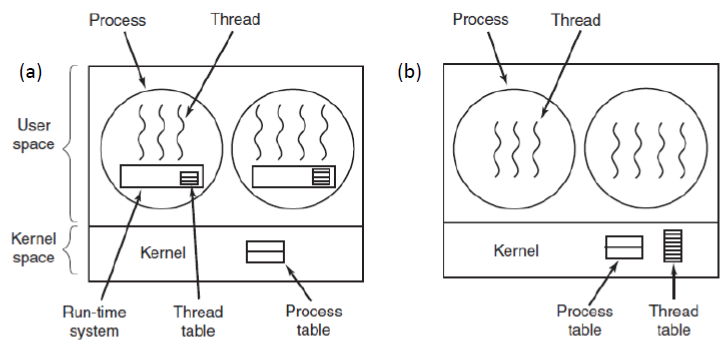 Process
Thread
(a)
User
space
Kernel
space
Kernel
Run-time
system
Thread
table
Process
table
Process
Thread
(b)
Kernel
Process
table
Thread
table